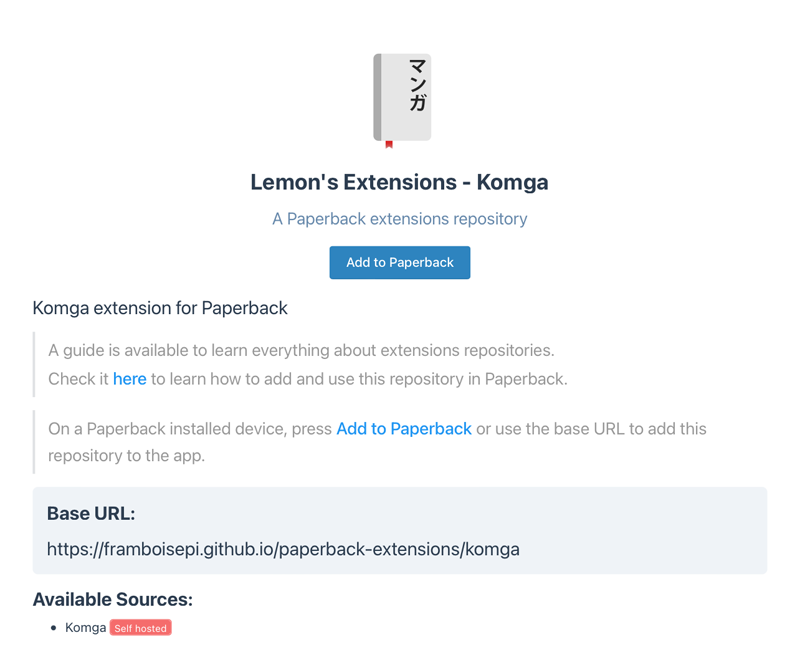 マンガ
Lemon's Extensions - Komga
A Paperback extensions repository
Add to Paperback
Komga extension for Paperback
A guide is available to learn everything about extensions repositories.
Check it here to learn how to add and use this repository in Paperback.
On a Paperback installed device, press Add to Paperback or use the base URL to add this
repository to the app.
Base URL:
https://framboisepi.github.io/paperback-extensions/komga
Available Sources:
Komga Self hosted